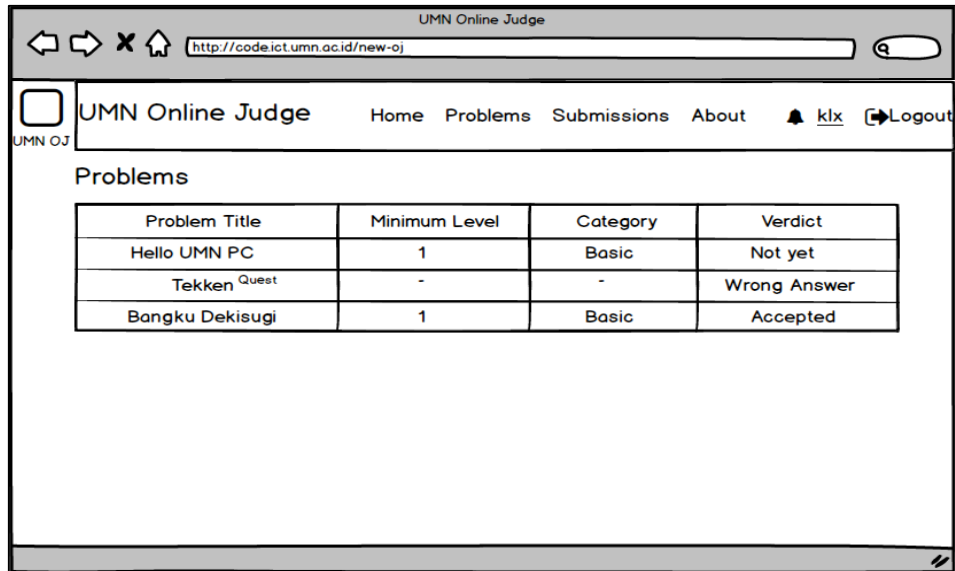 UMN Online Judge
http://code.ict.umn.ac.id/new-oj
UMN OJ
UMN Online Judge Home Problems Submissions About klx Logout
Problems
Problem Title Minimum Level Category Verdict
Hello UMN PC 1 Basic Not yet
Tekken Quest - - Wrong Answer
Bangku Dekisugi 1 Basic Accepted